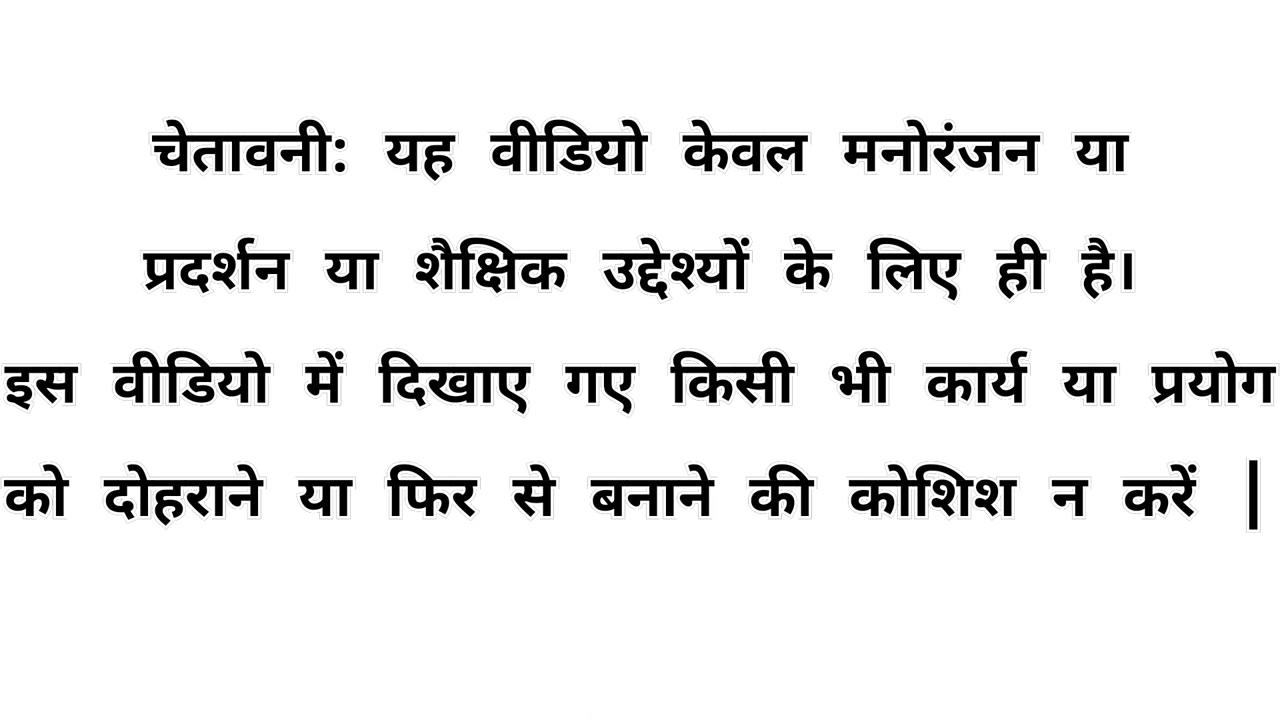 चेतावनी: यह वीडियो केवल मनोरंजन या
प्रदर्शन या शैक्षिक उद्देश्यों के लिए ही है।
इस वीडियो में दिखाए गए किसी भी कार्य या प्रयोग
को दोहराने या फिर से बनाने की कोशिश न करें |